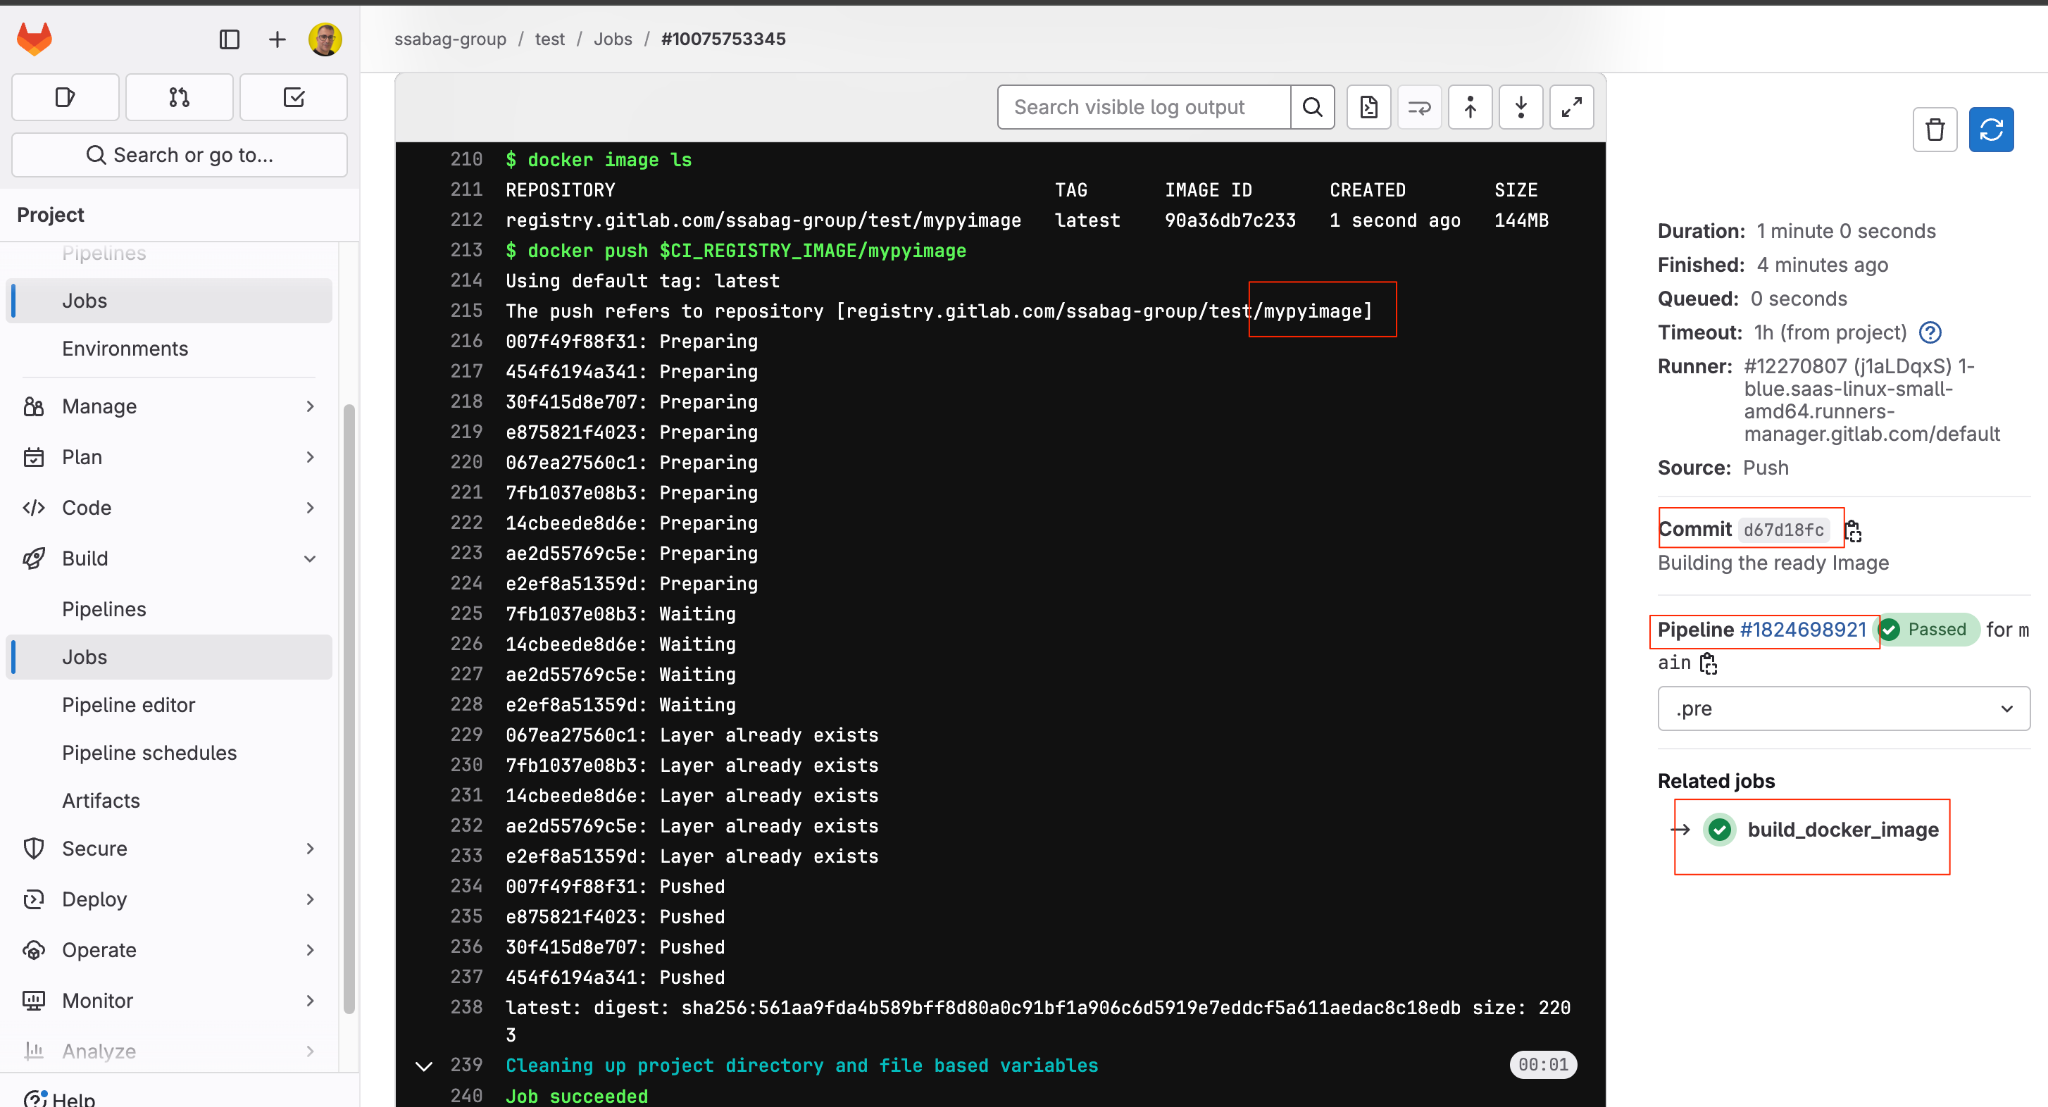 ssabag-group / test / Jobs / #10075753345
Search or go to...
Project
Pipelines
Jobs
Environments
Manage
Plan
Code
Build
Pipelines
Jobs
Pipeline editor
Pipeline schedules
Artifacts
Secure
Deploy
Operate
Monitor
Analyze
Help
Search visible log output
210 $ docker image ls
211 REPOSITORY TAG IMAGE ID CREATED SIZE
212 registry.gitlab.com/ssabag-group/test/mypyimage latest 90a36db7c233 1 second ago 144MB
213 $ docker push $CI_REGISTRY_IMAGE/mypyimage
214 Using default tag: latest
215 The push refers to repository [registry.gitlab.com/ssabag-group/test/mypyimage]
216 007f49f88f31: Preparing
217 454f6194a341: Preparing
218 30f415d8e707: Preparing
219 e875821f4023: Preparing
220 067ea27560c1: Preparing
221 7fb1037e08b3: Preparing
222 14cbeede8d6e: Preparing
223 ae2d55769c5e: Preparing
224 e2ef8a51359d: Preparing
225 7fb1037e08b3: Waiting
226 14cbeede8d6e: Waiting
227 ae2d55769c5e: Waiting
228 e2ef8a51359d: Waiting
229 067ea27560c1: Layer already exists
230 7fb1037e08b3: Layer already exists
231 14cbeede8d6e: Layer already exists
232 ae2d55769c5e: Layer already exists
233 e2ef8a51359d: Layer already exists
234 007f49f88f31: Pushed
235 e875821f4023: Pushed
236 30f415d8e707: Pushed
237 454f6194a341: Pushed
238 latest: digest: sha256:561aa9fda4b589bff8d80a0c91bf1a906c6d5919e7eddcf5a611aedac8c18edb size: 220
3
239 Cleaning up project directory and file based variables 00:01
240 Job succeeded
Duration: 1 minute 0 seconds
Finished: 4 minutes ago
Queued: 0 seconds
Timeout: 1h (from project)
Runner: #12270807 (j1aLDqxS) 1-
blue.saas-linux-small-
amd64.runners-
manager.gitlab.com/default
Source: Push
Commit d67d18fc
Building the ready Image
Pipeline #1824698921 Passed for m
ain
.pre
Related jobs
build_docker_image